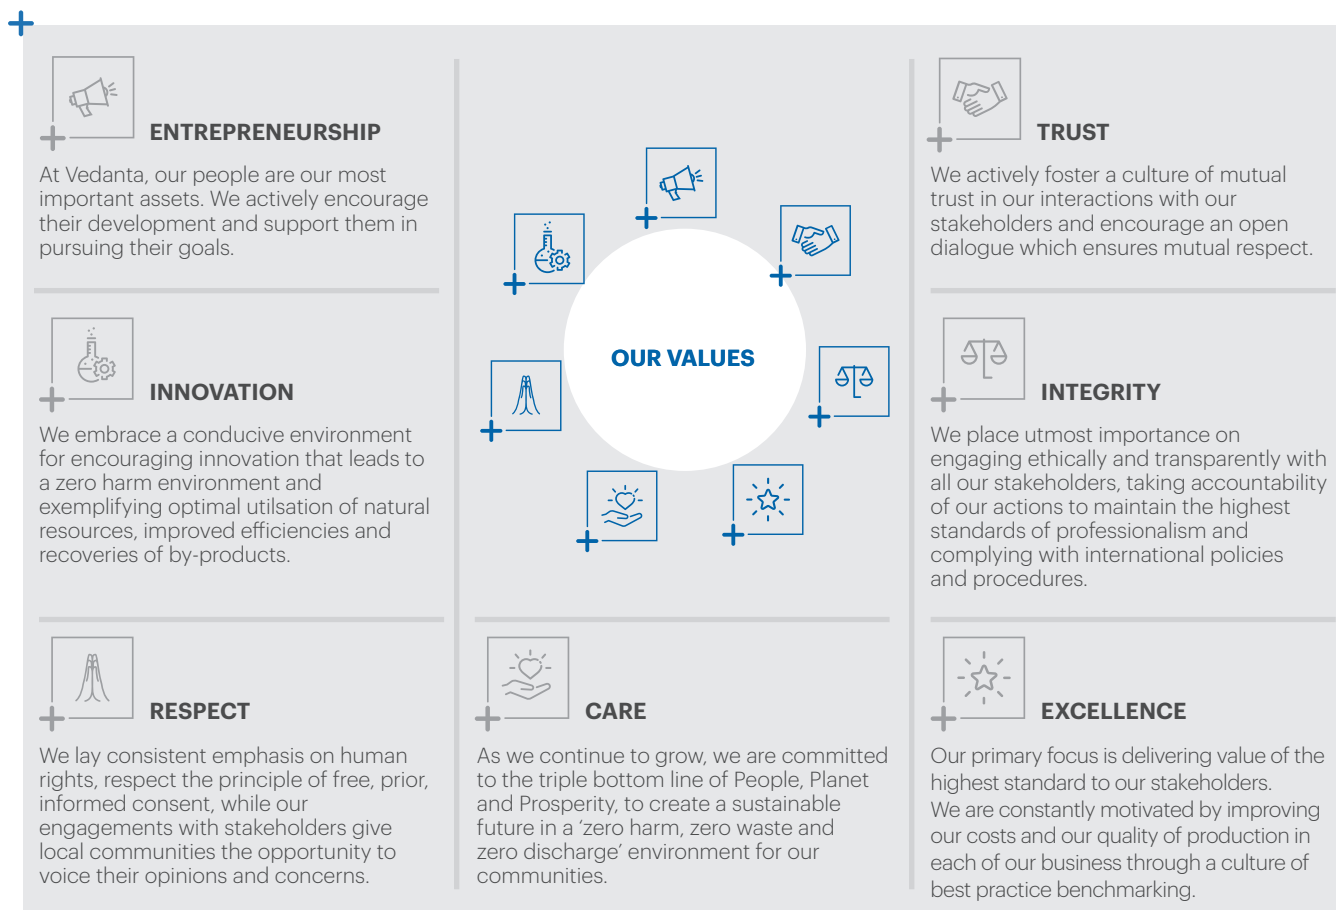 ENTREPRENEURSHIP
At Vedanta, our people are our most
important assets. We actively encourage
their development and support them in
pursuing their goals.
TRUST
We actively foster a culture of mutual
trust in our interactions with our
stakeholders and encourage an open
dialogue which ensures mutual respect.
OUR VALUES
INNOVATION
We embrace a conducive environment
for encouraging innovation that leads to
a zero harm environment and
exemplifying optimal utilsation of natural
resources, improved efficiencies and
recoveries of by-products.
INTEGRITY
We place utmost importance on
engaging ethically and transparently with
all our stakeholders, taking accountability
of our actions to maintain the highest
standards of professionalism and
complying with international policies
and procedures.
RESPECT
We lay consistent emphasis on human
rights, respect the principle of free, prior,
informed consent, while our
engagements with stakeholders give
local communities the opportunity to
voice their opinions and concerns.
CARE
As we continue to grow, we are committed
to the triple bottom line of People, Planet
and Prosperity, to create a sustainable
future in a ‘zero harm, zero waste and
zero discharge’ environment for our
communities.
EXCELLENCE
Our primary focus is delivering value of the
highest standard to our stakeholders.
We are constantly motivated by improving
our costs and our quality of production in
each of our business through a culture of
best practice benchmarking.